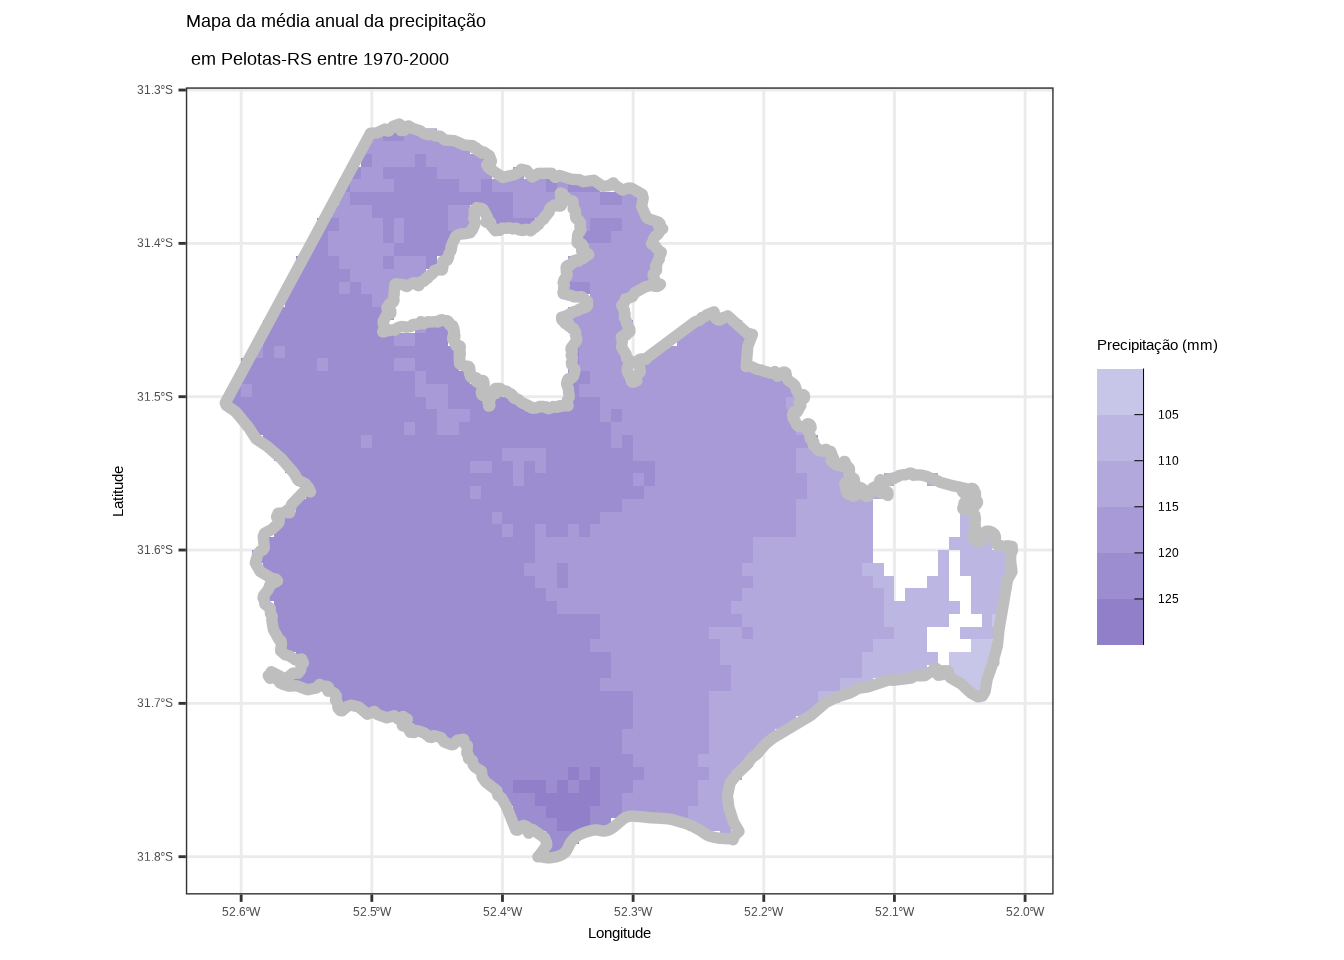 Mapa da média anual da precipitação
em Pelotas-RS entre 1970-2000
31.3°S
31.4°S
31.5°S
31.6°S
31.7°S
31.8°S
Latitude
52.6°W
52.5°W
52.4°W
52.3°W
52.2°W
52.1°W
52.0°W
Longitude
Precipitação (mm)
105
110
115
120
125